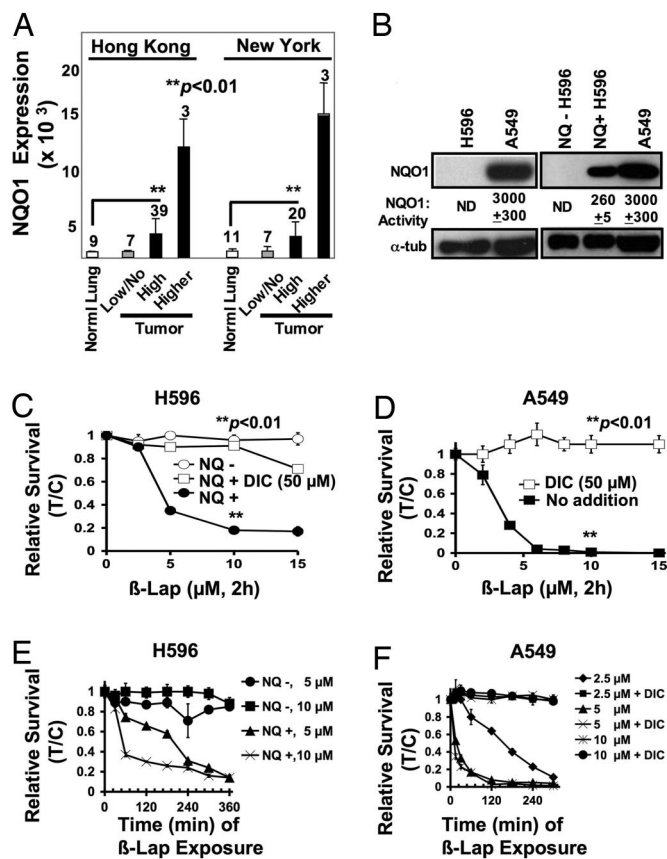 A
Hong Kong
New York
NQO1 Expression
(x 10 3)
20
15
10
5
**p<0.01
9
7
**
39
3
11
7
**
20
3
Norml Lung
Low/No
High
Higher
Tumor
Norml Lung
Low/No
High
Higher
Tumor
B
H596
A549
NQ - H596
NQ+ H596
A549
NQO1
NQO1:
Activity
ND
3000
±300
ND
260
±5
3000
±300
α-tub
C
H596
Relative Survival
(T/C)
1
0.8
0.6
0.4
0.2
0
**p<0.01
NQ -
NQ + DIC (50 µM)
NQ +
**
0
5
10
15
ß-Lap (µM, 2h)
D
A549
Relative Survival
(T/C)
1
0.8
0.6
0.4
0.2
0
**p<0.01
DIC (50 µM)
No addition
**
0
5
10
15
ß-Lap (µM, 2h)
E
H596
Relative Survival
(T/C)
1
0.8
0.6
0.4
0.2
0
NQ -, 5 µM
NQ -, 10 µM
NQ +, 5 µM
NQ +,10 µM
0
120
240
360
Time (min) of
ß-Lap Exposure
F
A549
Relative Survival
(T/C)
1
0.8
0.6
0.4
0.2
0
2.5 µM
2.5 µM + DIC
5 µM
5 µM + DIC
10 µM
10 µM + DIC
0
120
240
Time (min) of
ß-Lap Exposure